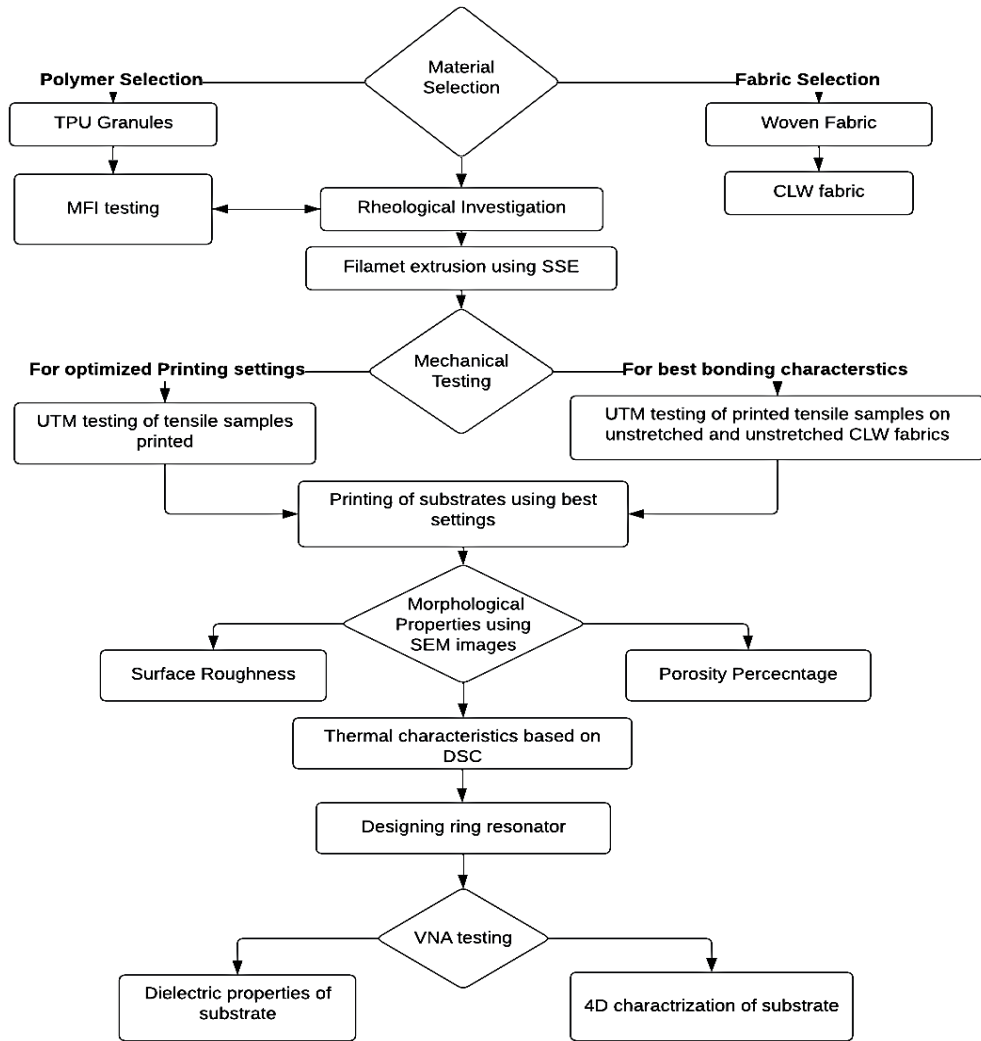 Material
Selection
Polymer Selection
Fabric Selection
TPU Granules
Woven Fabric
MFI testing
CLW fabric
Rheological Investigation
Filamet extrusion using SSE
Mechanical
Testing
For optimized Printing settings
For best bonding characterstics
UTM testing of tensile samples
printed
UTM testing of printed tensile samples on
unstretched and unstretched CLW fabrics
Printing of substrates using best
settings
Morphological
Properties using
SEM images
Surface Roughness
Porosity Percecntage
Thermal characteristics based on
DSC
Designing ring resonator
VNA testing
Dielectric properties of
substrate
4D charactrization of substrate